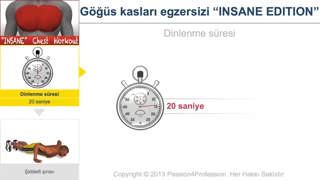 Göğüs kasları egzersizi “INSANE EDITION”
"INSANE" Chest Workout
Dinlenme süresi
20 saniye
Dinlenme süresi
20 saniye
Şiddetli şınav
Copyright © 2013 Passion4Profession. Her Hakkı Saklıdır